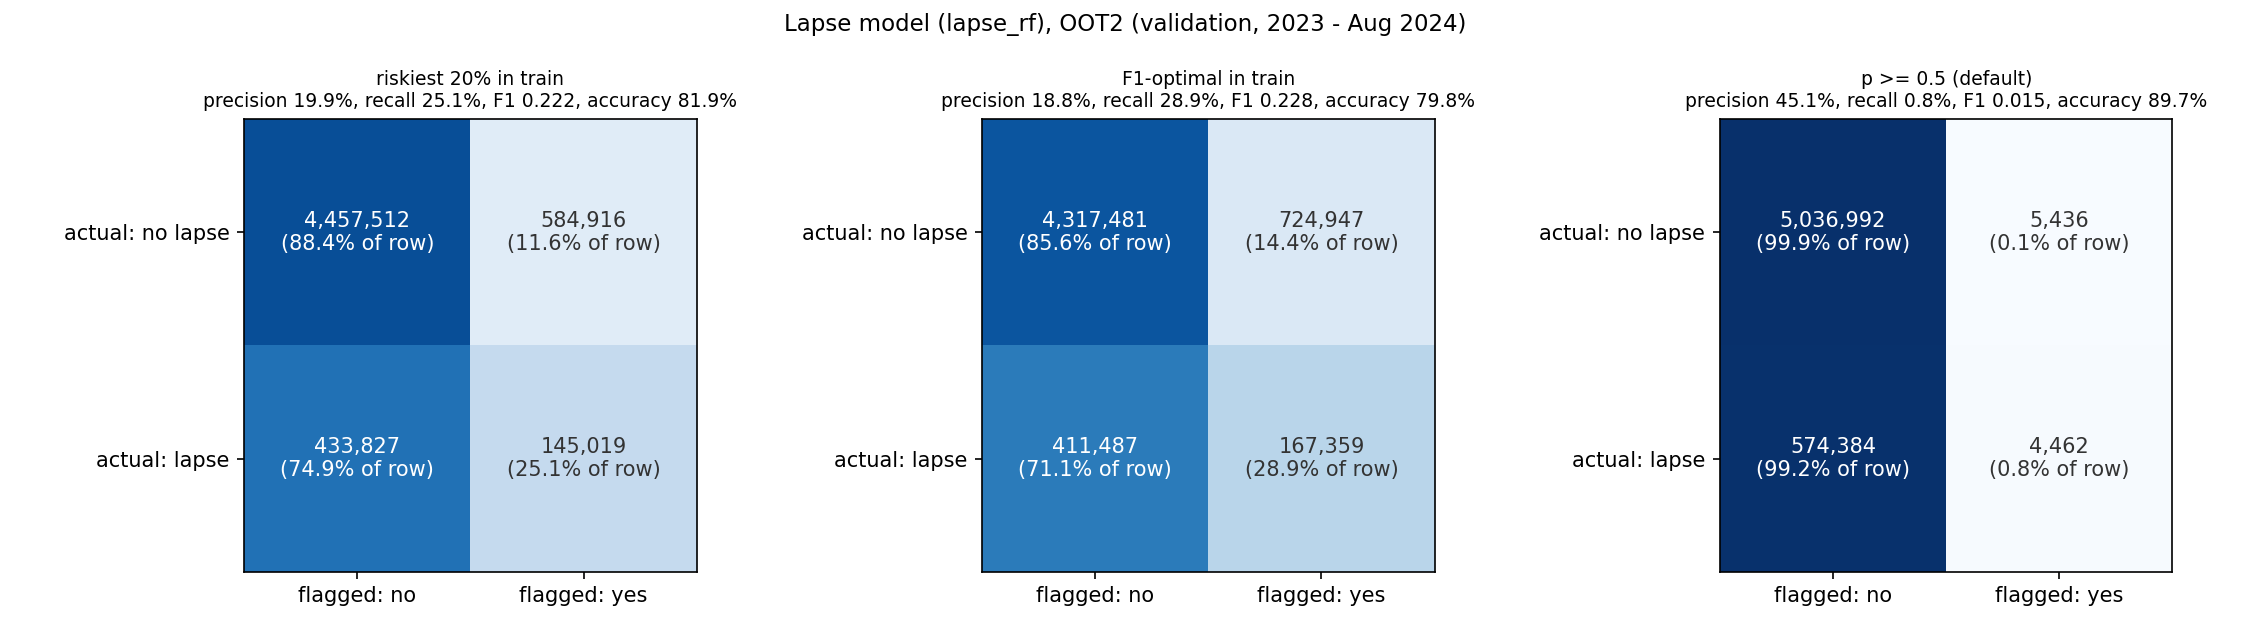 Lapse model (lapse_rf), OOT2 (validation, 2023 - Aug 2024)
riskiest 20% in train
precision 19.9%, recall 25.1%, F1 0.222, accuracy 81.9%
actual: no lapse
4,457,512
(88.4% of row)
584,916
(11.6% of row)
actual: lapse
433,827
(74.9% of row)
145,019
(25.1% of row)
flagged: no
flagged: yes
F1-optimal in train
precision 18.8%, recall 28.9%, F1 0.228, accuracy 79.8%
actual: no lapse
4,317,481
(85.6% of row)
724,947
(14.4% of row)
actual: lapse
411,487
(71.1% of row)
167,359
(28.9% of row)
flagged: no
flagged: yes
p >= 0.5 (default)
precision 45.1%, recall 0.8%, F1 0.015, accuracy 89.7%
actual: no lapse
5,036,992
(99.9% of row)
5,436
(0.1% of row)
actual: lapse
574,384
(99.2% of row)
4,462
(0.8% of row)
flagged: no
flagged: yes